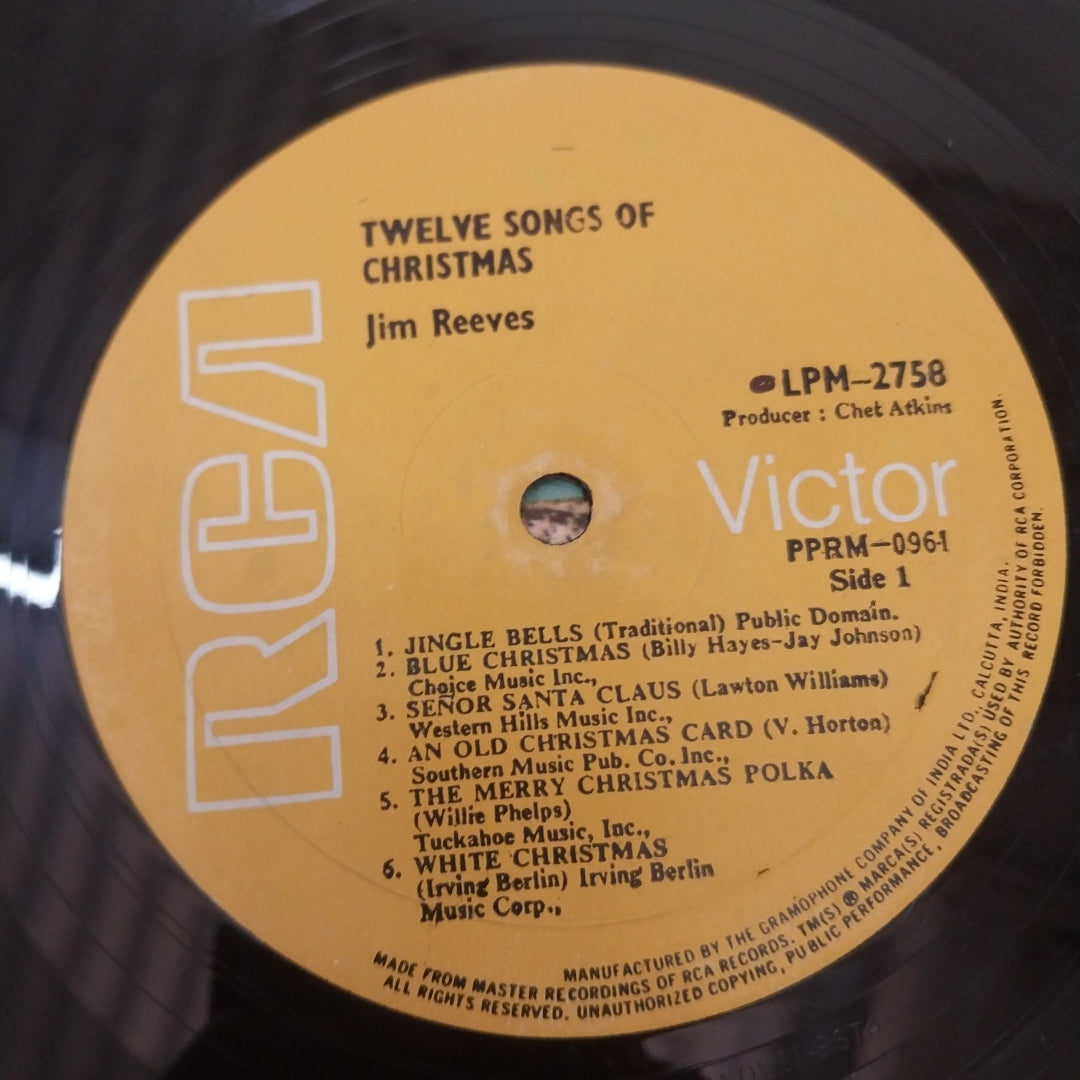 TWELVE SONGS OF
CHRISTMAS
Jim Reeves
RCA
LPM-2758
Producer : Chet Atkins
Victor
PPRM-0961
Side 1
1. JINGLE BELLS (Traditional) Public Domain.
2. BLUE CHRISTMAS (Billy Hayes-Jay Johnson)
Choice Music Inc.,
3. SEÑOR SANTA CLAUS (Lawton Williams)
Western Hills Music Inc.,
4. AN OLD CHRISTMAS CARD (V. Horton)
Southern Music Pub. Co. Inc.,
5. THE MERRY CHRISTMAS POLKA
(Willie Phelps)
Tuckahoe Music, Inc.,
6. WHITE CHRISTMAS
(Irving Berlin) Irving Berlin
Music Corp.,
MANUFACTURED BY THE GRAMOPHONE COMPANY OF INDIA LTD., CALCUTTA, INDIA.
MADE FROM MASTER RECORDINGS OF RCA RECORDS. TM(S) ® MARCA(S) REGISTRADA(S) USED BY AUTHORITY OF RCA CORPORATION.
ALL RIGHTS RESERVED. UNAUTHORIZED COPYING, PUBLIC PERFORMANCE, BROADCASTING OF THIS RECORD FORBIDDEN.